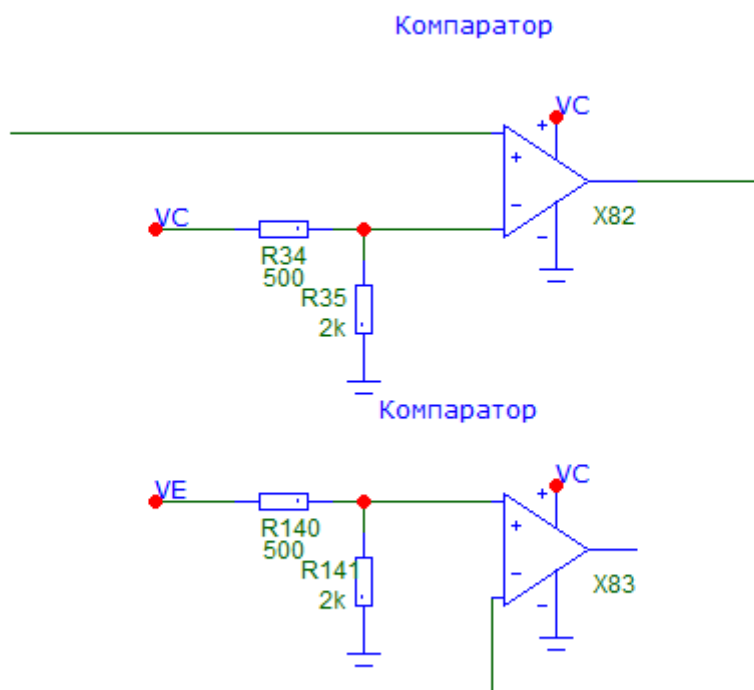 Компаратор
+
VC
+
VC
−
X82
R34
500
−
R35
2k
Компаратор
VE
+
VC
+
R140
500
−
R141
X83
2k
−